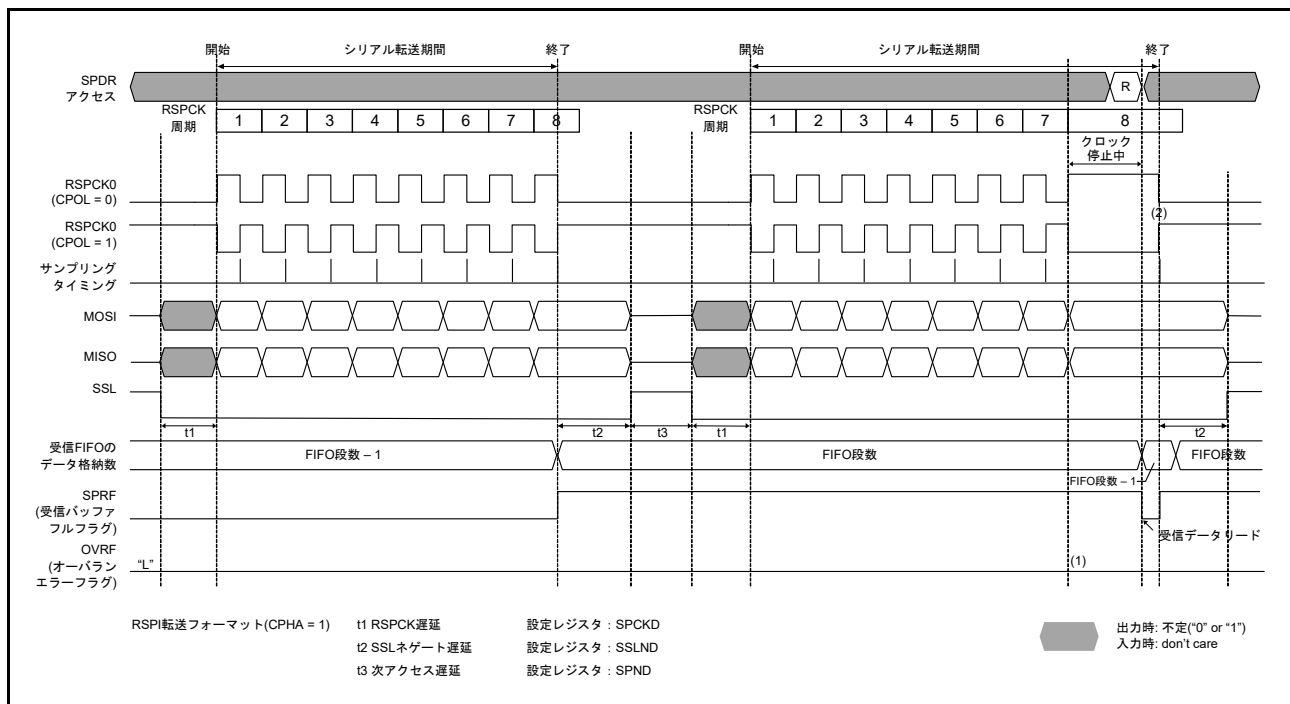 開始
シリアル転送期間
終了
開始
シリアル転送期間
終了
SPDR
アクセス
R
RSPCK
周期
1 2 3 4 5 6 7 8
RSPCK
周期
1 2 3 4 5 6 7 8
クロック
停止中
RSPCK0
(CPOL = 0)
(2)
RSPCK0
(CPOL = 1)
サンプリング
タイミング
MOSI
MISO
SSL
t1
t2
t3
t1
t2
受信FIFOの
データ格納数
FIFO段数 – 1
FIFO段数
FIFO段数
FIFO段数 – 1
SPRF
(受信バッファ
フルフラグ)
受信データリード
OVRF
(オーバラン
エラーフラグ)
“L”
(1)
RSPI転送フォーマット(CPHA = 1)
t1 RSPCK遅延 設定レジスタ : SPCKD
t2 SSLネゲート遅延 設定レジスタ : SSLND
t3 次アクセス遅延 設定レジスタ : SPND
出力時: 不定(“0” or “1”)
入力時: don’t care